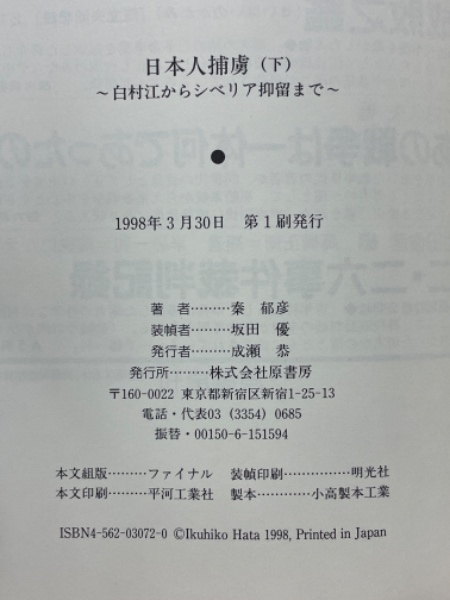 日本人捕虜（下）
～白村江からシベリア抑留まで～
●
1998年3月30日　第1刷発行
著　者………秦　郁彦
装幀者………坂田　優
発行者………成瀬　恭
発行所………株式会社原書房
〒160-0022 東京都新宿区新宿1-25-13
電話・代表03 (3354) 0685
振替・00150-6-151594
本文組版………ファイナル　装幀印刷……………明光社
本文印刷………平河工業社　製本…………小高製本工業
ISBN4-562-03072-0 ©Ikuhiko Hata 1998, Printed in Japan